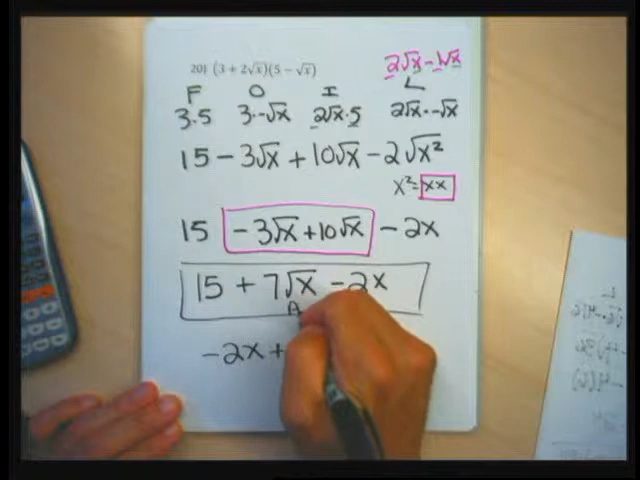 20) (3 + 2√x)(5 − √x)
2√x · -1√x
F O I L
3·5 3·-√x 2√x·5 2√x·-√x
15 − 3√x + 10√x − 2√x²
x² = xx
15 − 3√x + 10√x − 2x
15 + 7√x − 2x
−2x +